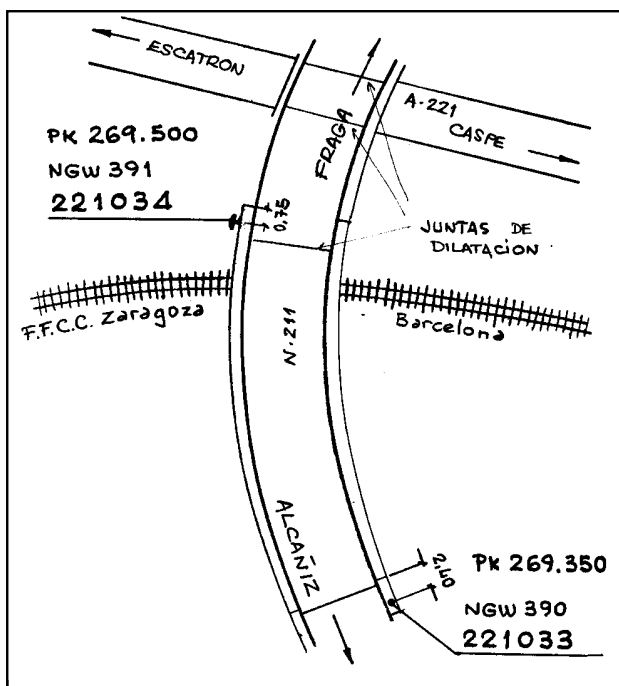 ESCATRON
FRAGA
A-221
CASPE
PK 269.500
NGW 391
221034
0,75
JUNTAS DE
DILATACION
F.F.C.C. Zaragoza
Barcelona
N-211
ALCAÑIZ
2,40
PK 269.350
NGW 390
221033